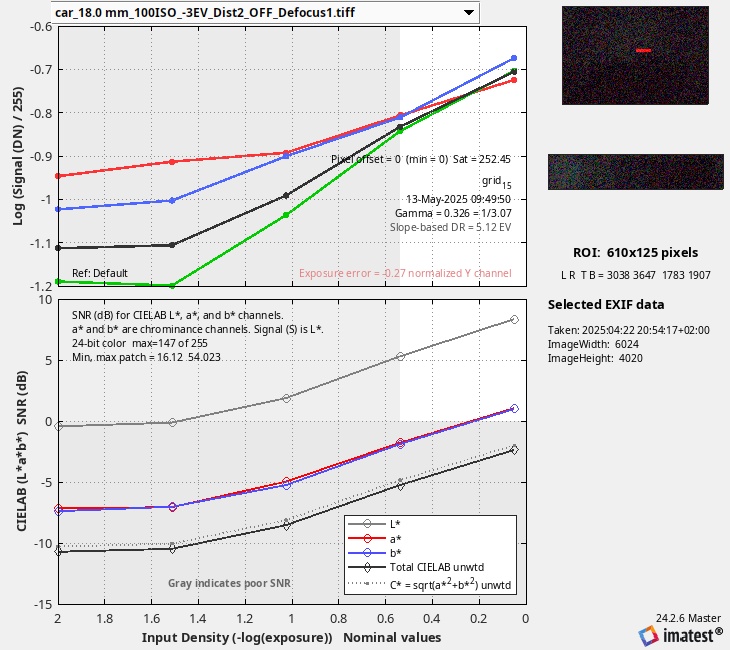 car_18.0 mm_100ISO_-3EV_Dist2_OFF_Defocus1.tiff
-0.6
-0.7
-0.8
-0.9
-1
-1.1
-1.2
Log (Signal (DN) / 255)
Pixel offset = 0 (min = 0) Sat = 252.45
grid15
13-May-2025 09:49:50
Gamma = 0.326 = 1/3.07
Slope-based DR = 5.12 EV
Ref: Default
Exposure error = -0.27 normalized Y channel
ROI: 610x125 pixels
L R T B = 3038 3647 1783 1907
Selected EXIF data
Taken: 2025:04:22 20:54:17+02:00
ImageWidth: 6024
ImageHeight: 4020
10
5
0
-5
-10
-15
CIELAB (L*a*b*) SNR (dB)
SNR (dB) for CIELAB L*, a*, and b* channels.
a* and b* are chrominance channels. Signal (S) is L*.
24-bit color max=147 of 255
Min, max patch = 16.12 54.023
Gray indicates poor SNR
L*
a*
b*
Total CIELAB unwtd
C* = sqrt(a*2+b*2) unwtd
2 1.8 1.6 1.4 1.2 1 0.8 0.6 0.4 0.2 0
Input Density (-log(exposure)) Nominal values
24.2.6 Master
imatest®